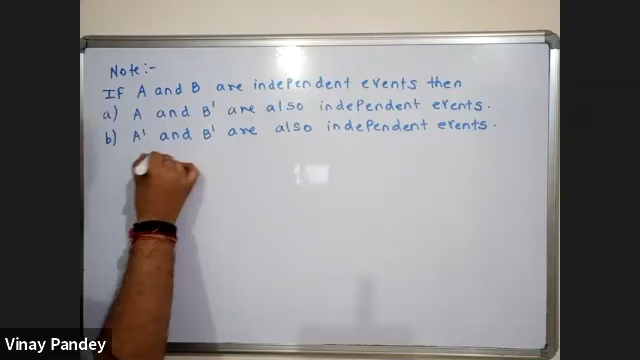 Note:-
If A and B are independent events then
a) A and B' are also independent events.
b) A' and B' are also independent events.
Vinay Pandey